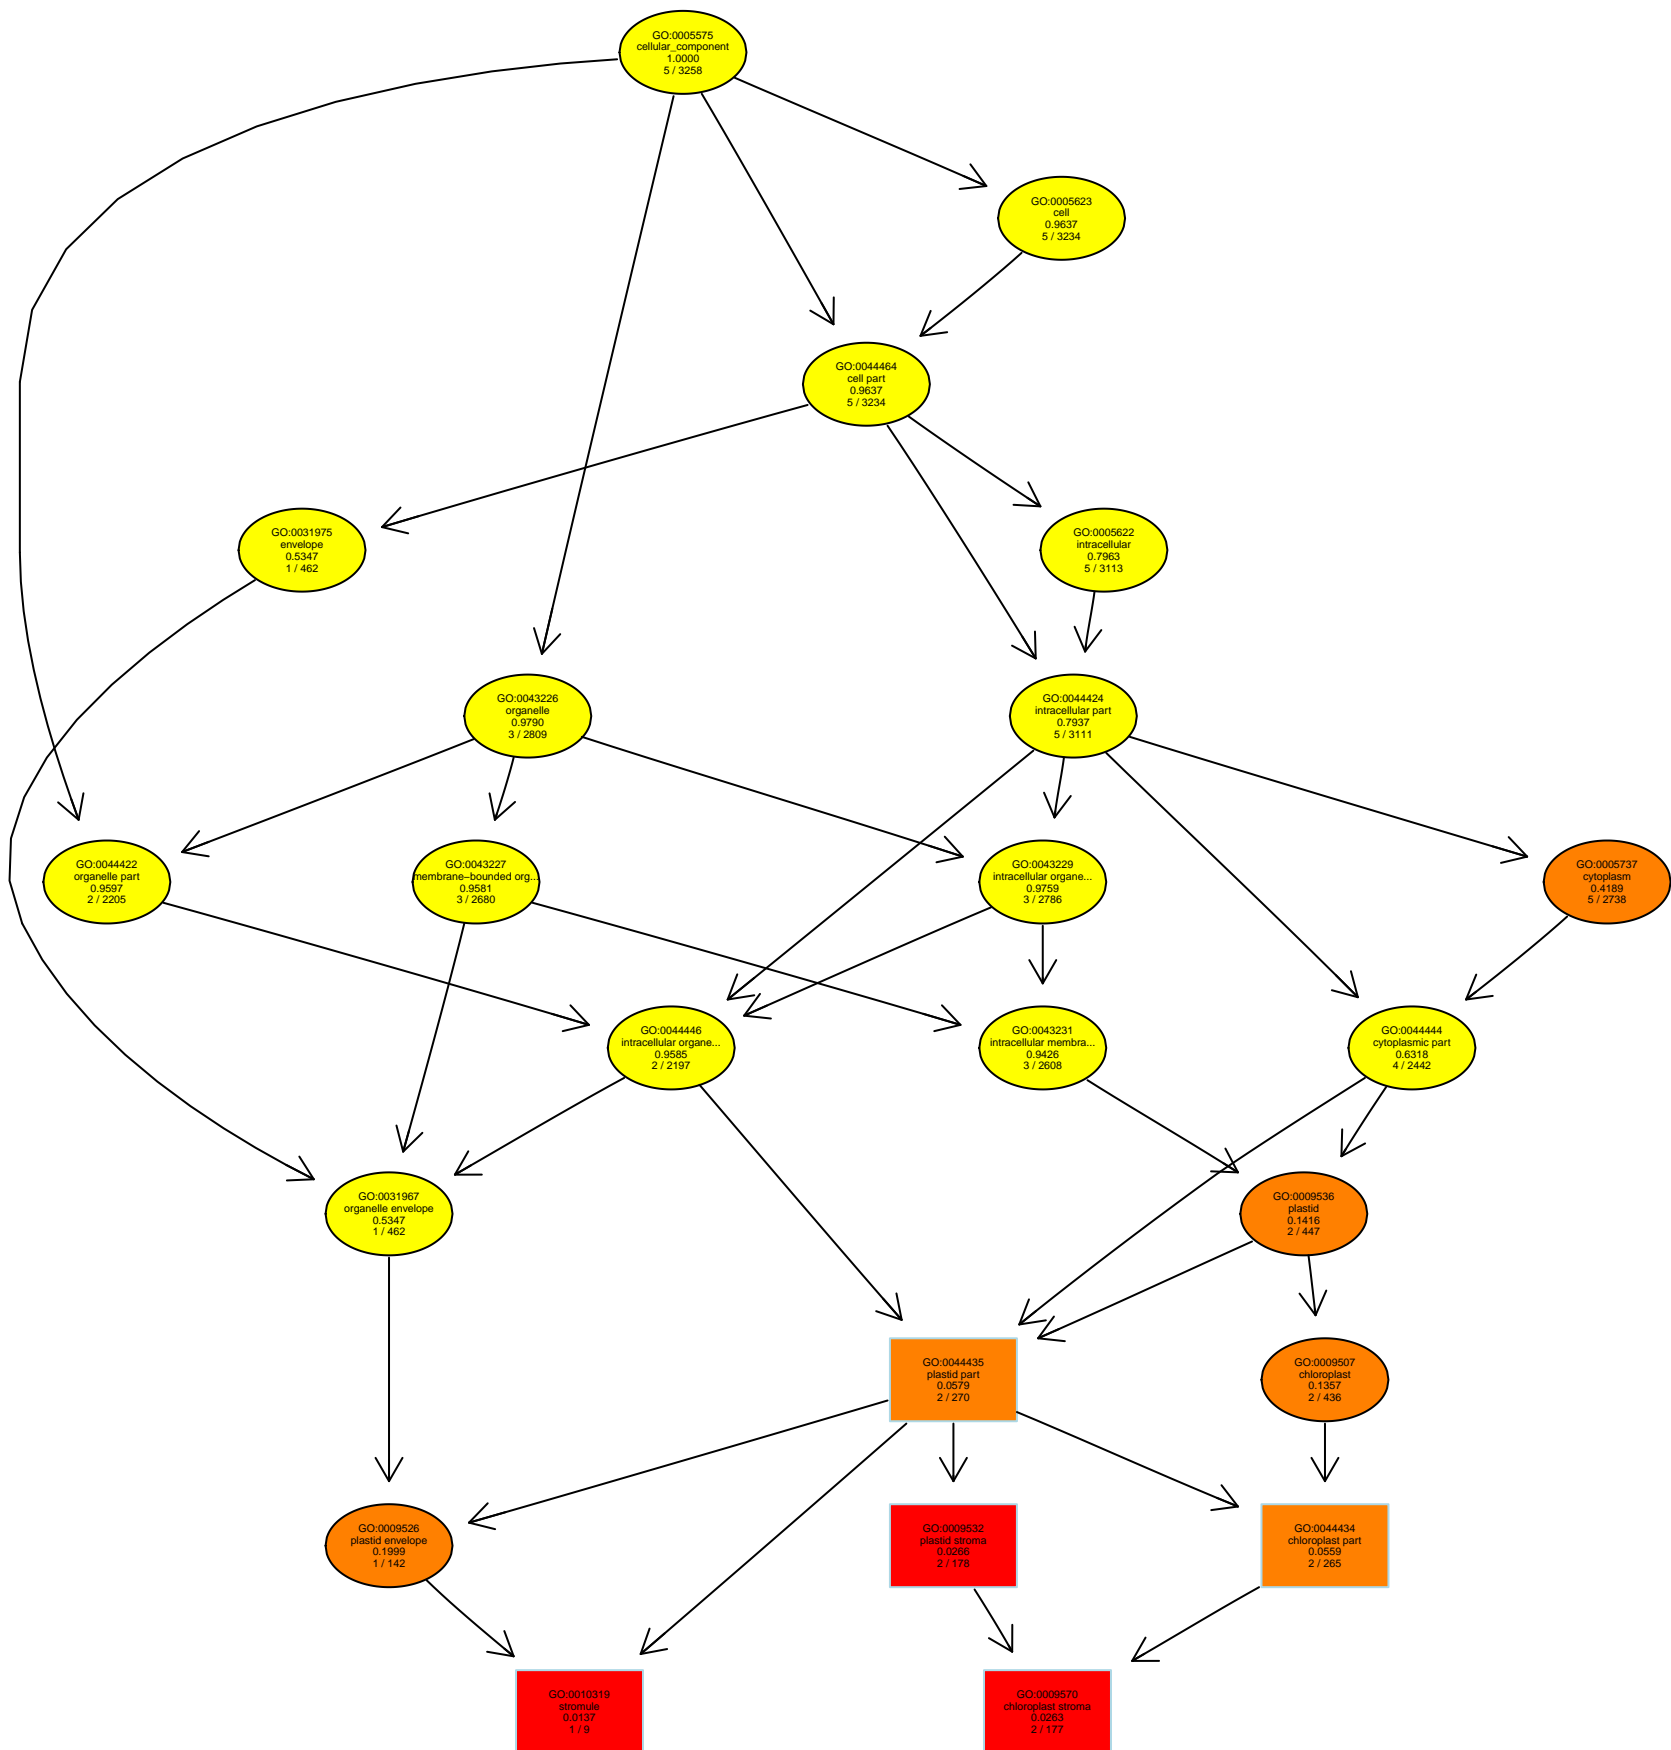 GO:0005575
cellular_component
1.0000
5 / 3258
GO:0005623
cell
0.9637
5 / 3234
GO:0044464
cell part
0.9637
5 / 3234
GO:0031975
envelope
0.5347
1 / 462
GO:0005622
intracellular
0.7963
5 / 3113
GO:0043226
organelle
0.9790
3 / 2809
GO:0044424
intracellular part
0.7937
5 / 3111
GO:0044422
organelle part
0.9597
2 / 2205
GO:0043227
membrane−bounded org...
0.9581
3 / 2680
GO:0043229
intracellular organe...
0.9759
3 / 2786
GO:0005737
cytoplasm
0.4189
5 / 2738
GO:0044446
intracellular organe...
0.9585
2 / 2197
GO:0043231
intracellular membra...
0.9426
3 / 2608
GO:0044444
cytoplasmic part
0.6318
4 / 2442
GO:0031967
organelle envelope
0.5347
1 / 462
GO:0009536
plastid
0.1416
2 / 447
GO:0044435
plastid part
0.0579
2 / 270
GO:0009507
chloroplast
0.1357
2 / 436
GO:0009526
plastid envelope
0.1999
1 / 142
GO:0009532
plastid stroma
0.0266
2 / 178
GO:0044434
chloroplast part
0.0559
2 / 265
GO:0010319
stromule
0.0137
1 / 9
GO:0009570
chloroplast stroma
0.0263
2 / 177